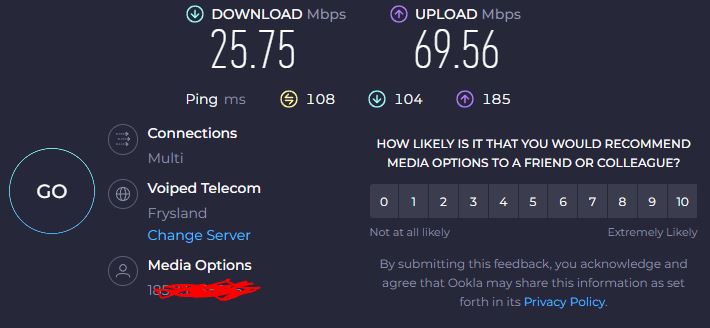 DOWNLOAD Mbps
UPLOAD Mbps
25.75
69.56
Ping ms
108
104
185
GO
Connections
Multi
Voiped Telecom
Frysland
Change Server
Media Options
HOW LIKELY IS IT THAT YOU WOULD RECOMMEND
MEDIA OPTIONS TO A FRIEND OR COLLEAGUE?
0 1 2 3 4 5 6 7 8 9 10
Not at all likely
Extremely Likely
By submitting this feedback, you acknowledge and
agree that Ookla may share this information as set
forth in its Privacy Policy.